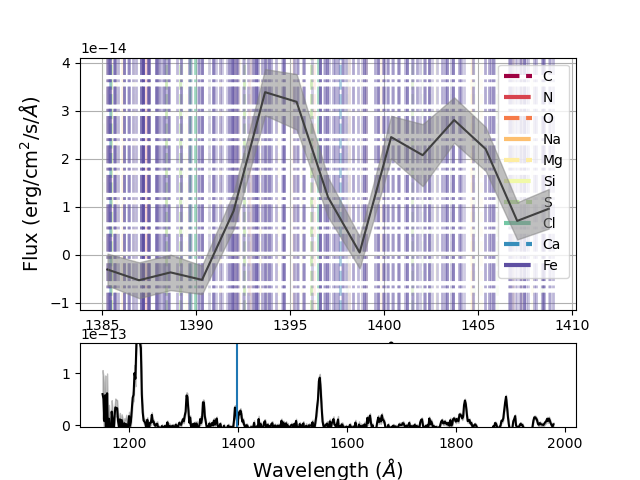 1e−14
4
3
2
1
0
−1
Flux (erg/cm²/s/Å)
C
N
O
Na
Mg
Si
S
Cl
Ca
Fe
1385 1390 1395 1400 1405 1410
1e−13
1
0
1200 1400 1600 1800 2000
Wavelength (Å)